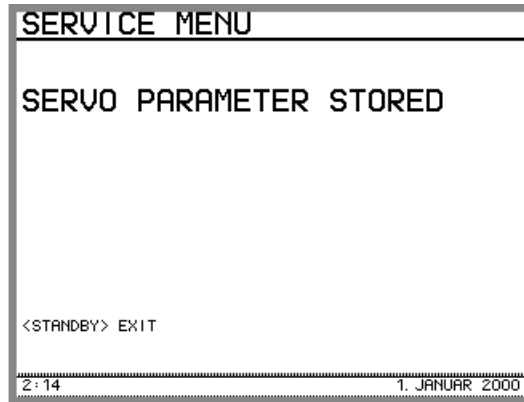 SERVICE MENU
SERVO PARAMETER STORED
<STANDBY> EXIT
2:14 1. JANUAR 2000